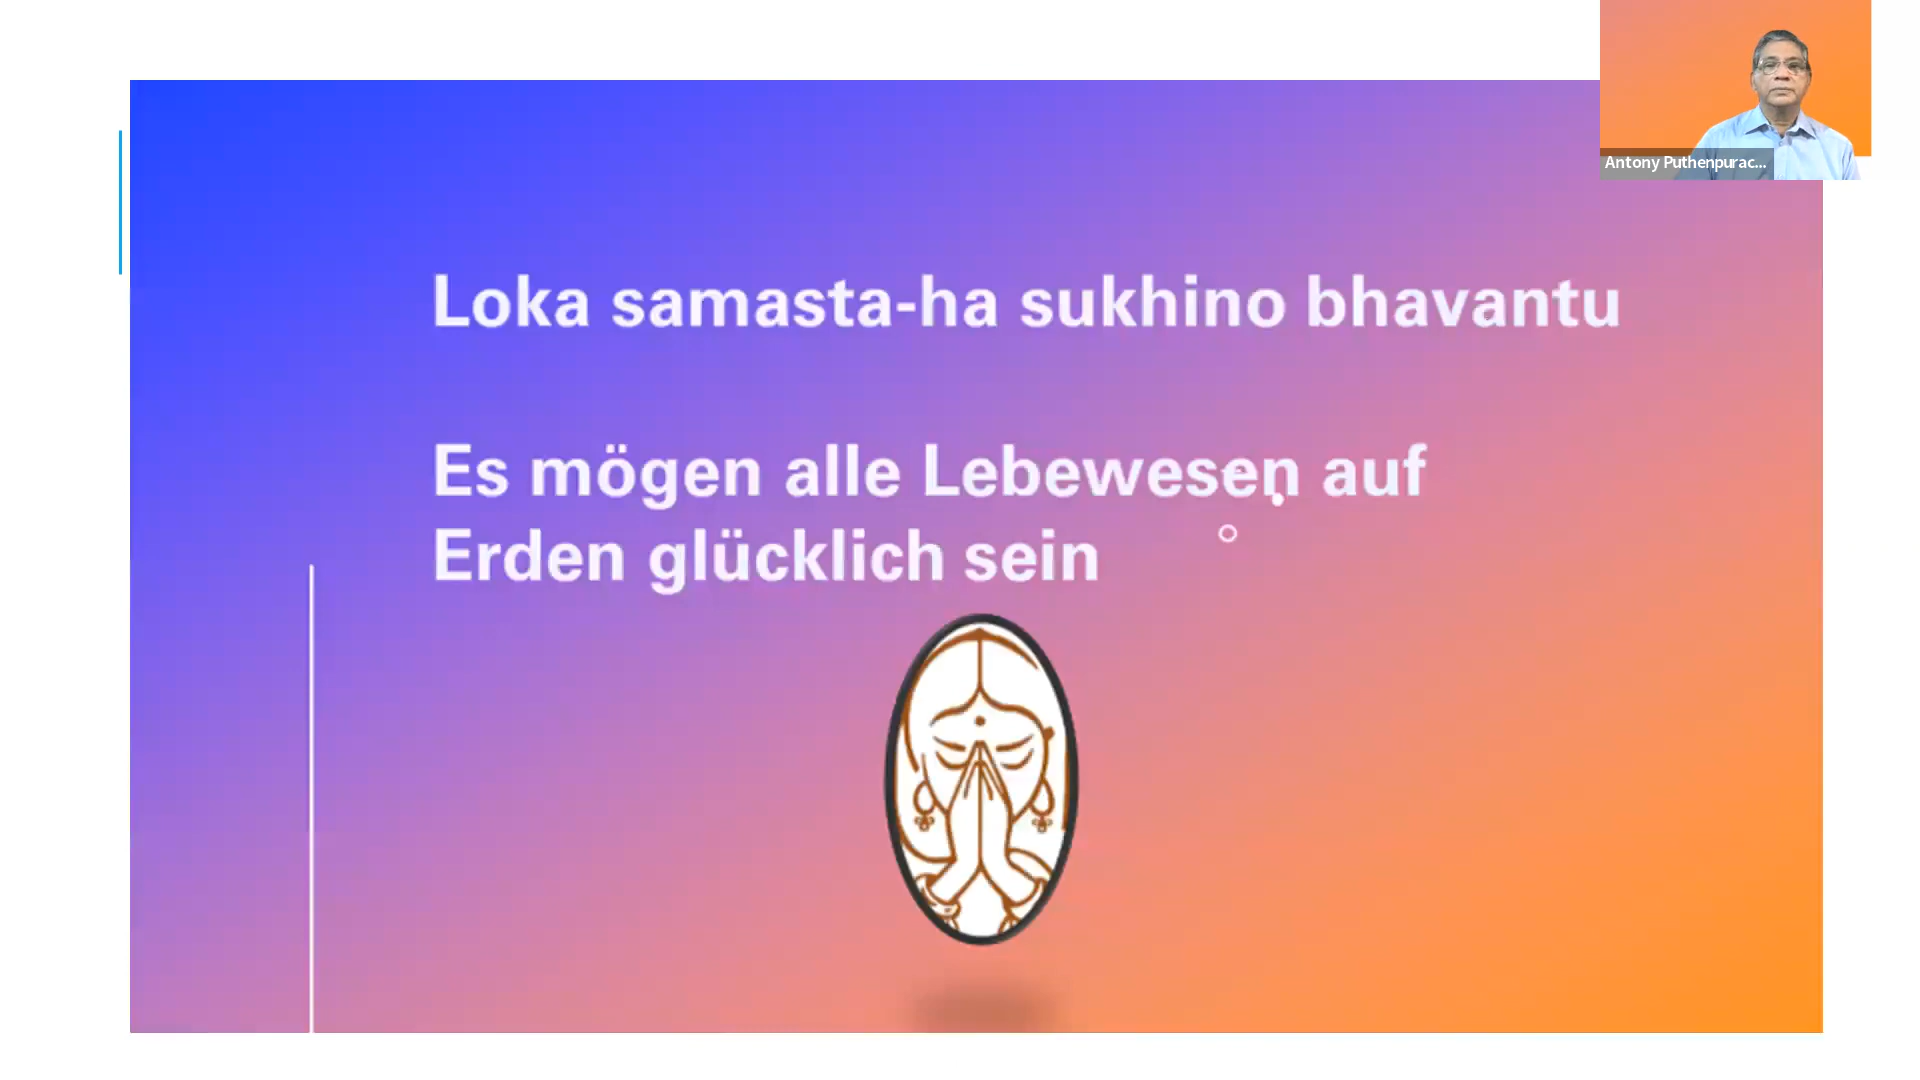 Antony Puthenpurac...
Loka samasta-ha sukhino bhavantu
Es mögen alle Lebewesen auf
Erden glücklich sein